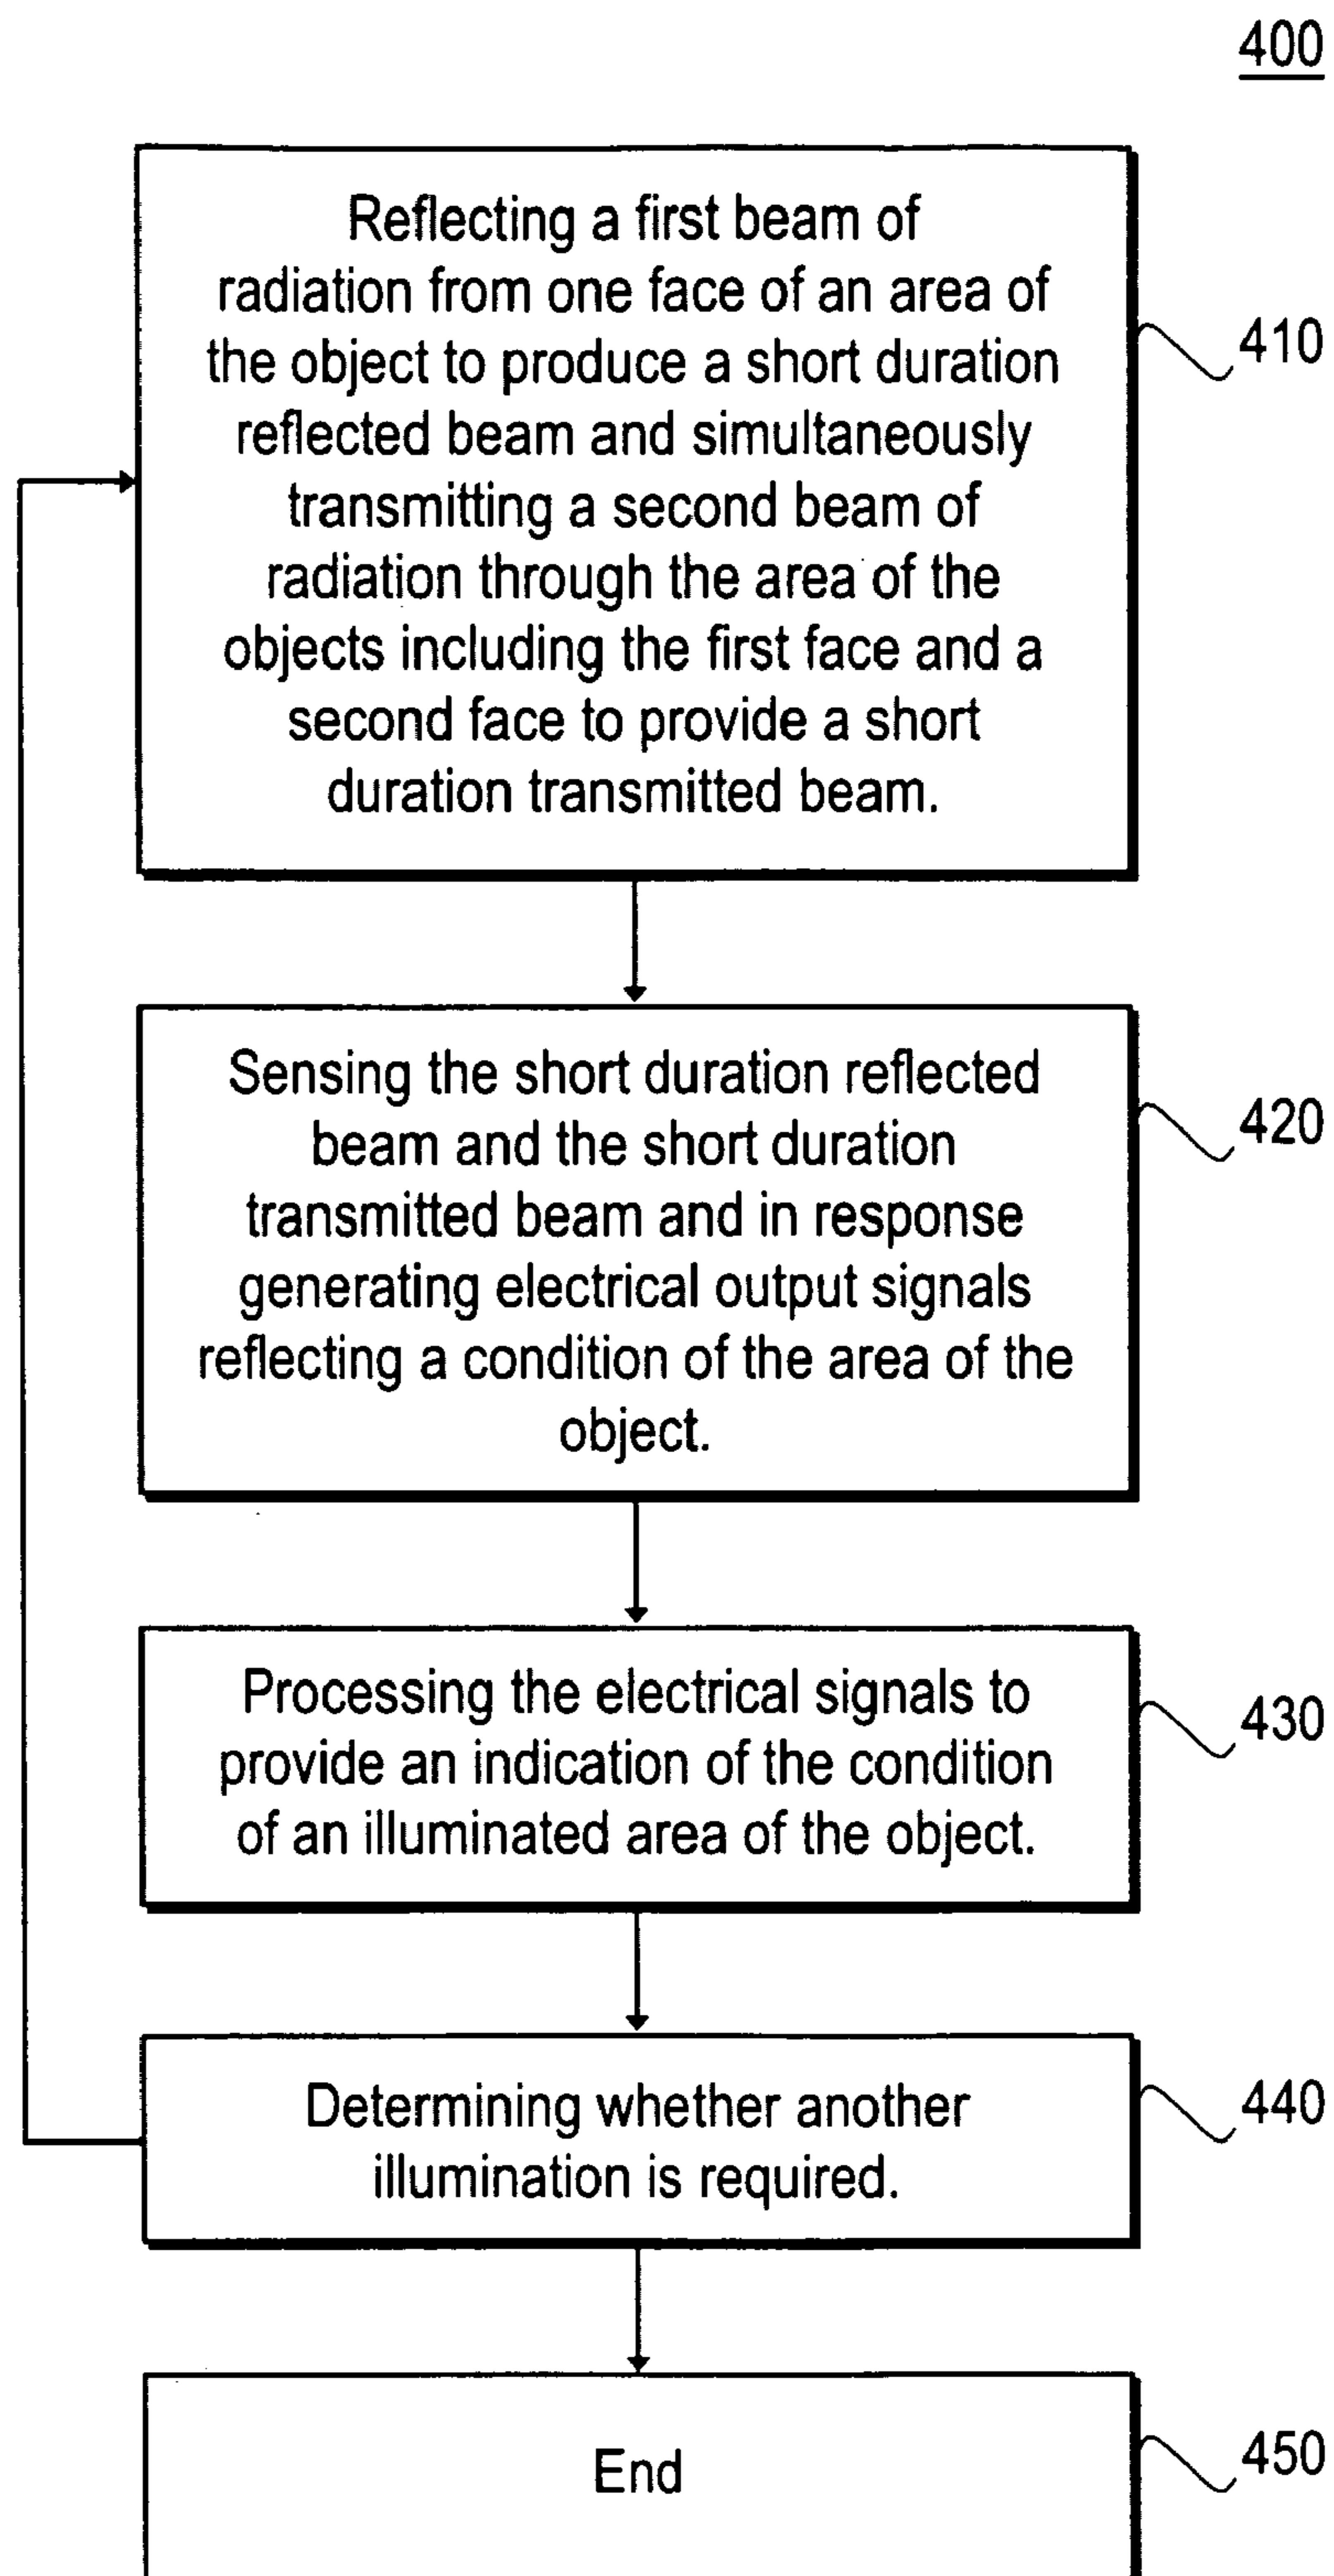 400
Reflecting a first beam of
radiation from one face of an area of
the object to produce a short duration
reflected beam and simultaneously
transmitting a second beam of
radiation through the area of the
objects including the first face and a
second face to provide a short
duration transmitted beam.
410
Sensing the short duration reflected
beam and the short duration
transmitted beam and in response
generating electrical output signals
reflecting a condition of the area of the
object.
420
Processing the electrical signals to
provide an indication of the condition
of an illuminated area of the object.
430
Determining whether another
illumination is required.
440
End
450